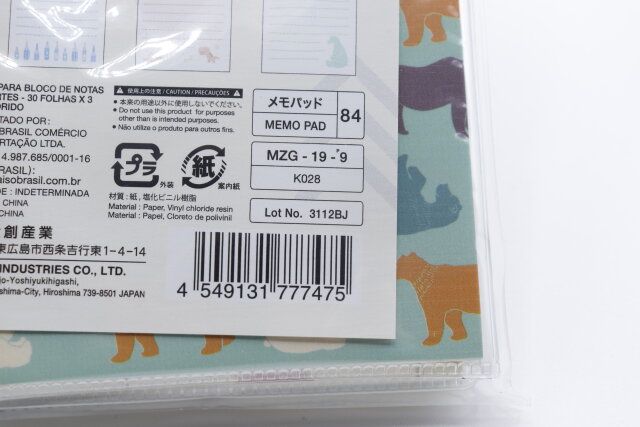 PARA BLOCO DE NOTAS
RTES - 30 FOLHAS X 3
ORIDO
TADO POR:
BRASIL COMÉRCIO
RTAÇÃO LTDA.
4.987.685/0001-16
BRASIL):
aisobrasil.com.br
E : INDETERMINADA
CHINA
CHINA
使用上の注意 / CAUTION / PRECAUÇÕES
● 本来の用途以外に使用しないでください。
● Do not use this product for purposes
other than is intended purposes.
● Não utilize o produto para outros fins.
プラ
外装
紙
案内紙
材質 : 紙, 塩化ビニル樹脂
Material : Paper, Vinyl chloride resin
Material : Papel, Cloreto de polivinil
メモパッド
MEMO PAD
84
MZG - 19 - 9
K028
Lot No. 3112BJ
創産業
東広島市西条吉行東1-4-14
INDUSTRIES CO., LTD.
jo-Yoshiyukihigashi,
shima-City, Hiroshima 739-8501 JAPAN
4 549131 777475